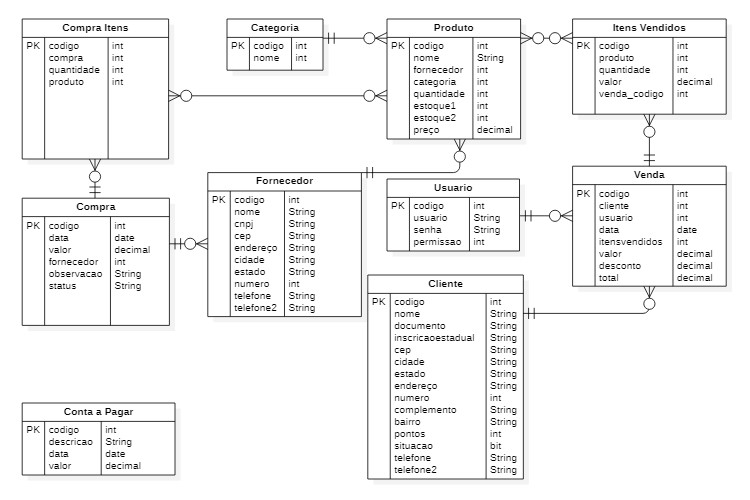 Compra Itens
PK codigo int
compra int
quantidade int
produto int
Categoria
PK codigo int
nome int
Produto
PK codigo int
nome String
fornecedor int
categoria int
quantidade int
estoque1 int
estoque2 int
preço decimal
Itens Vendidos
PK codigo int
produto int
quantidade int
valor decimal
venda_codigo int
Compra
PK codigo int
data date
valor decimal
fornecedor int
observacao String
status String
Fornecedor
PK codigo int
nome String
cnpj String
cep String
endereço String
cidade String
estado String
numero int
telefone String
telefone2 String
Usuario
PK codigo int
usuario String
senha String
permissao int
Venda
PK codigo int
cliente int
usuario int
data date
itensvendidos int
valor decimal
desconto decimal
total decimal
Cliente
PK codigo int
nome String
documento String
inscricaoestadual String
cep String
cidade String
estado String
endereço String
numero int
complemento String
bairro String
pontos int
situacao bit
telefone String
telefone2 String
Conta a Pagar
PK codigo int
descricao String
data date
valor decimal